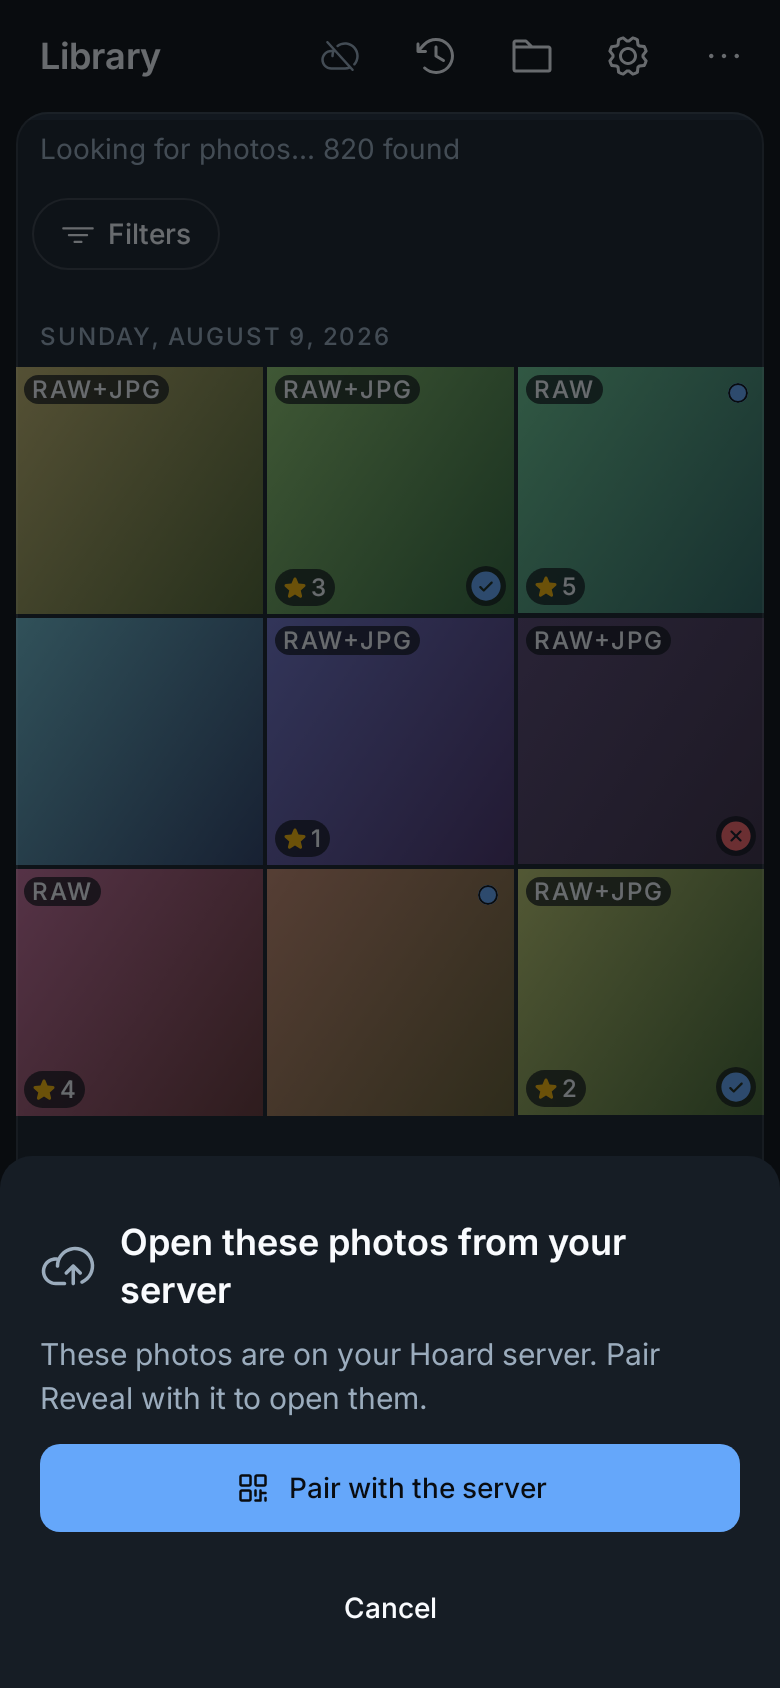 Library
Looking for photos... 820 found
Filters
SUNDAY, AUGUST 9, 2026
RAW+JPG
RAW+JPG
RAW
3
5
RAW+JPG
RAW+JPG
1
RAW
RAW+JPG
4
2
Open these photos from your
server
These photos are on your Hoard server. Pair
Reveal with it to open them.
Pair with the server
Cancel